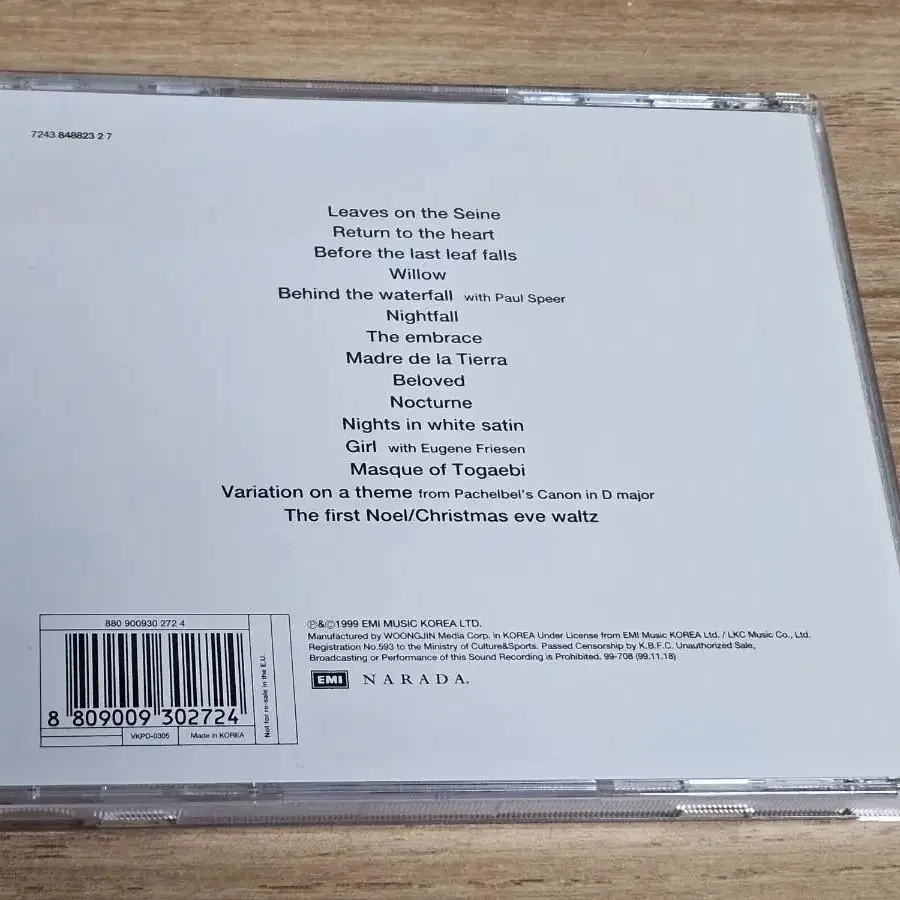 7243 848823 2 7
Leaves on the Seine
Return to the heart
Before the last leaf falls
Willow
Behind the waterfall with Paul Speer
Nightfall
The embrace
Madre de la Tierra
Beloved
Nocturne
Nights in white satin
Girl with Eugene Friesen
Masque of Togaebi
Variation on a theme from Pachelbel's Canon in D major
The first Noel/Christmas eve waltz
880 900930 272 4
8 809009 302724
VKPD-0305 Made in KOREA
Not for re-sale in the E.U.
℗&©1999 EMI MUSIC KOREA LTD.
Manufactured by WOONGJIN Media Corp. in KOREA Under License from EMI Music KOREA Ltd. / LKC Music Co., Ltd.
Registration No.593 to the Ministry of Culture&Sports. Passed Censorship by K.B.F.C. Unauthorized Sale,
Broadcasting or Performance of this Sound Recording is Prohibited. 99-708 (99.11.18)
EMI NARADA.